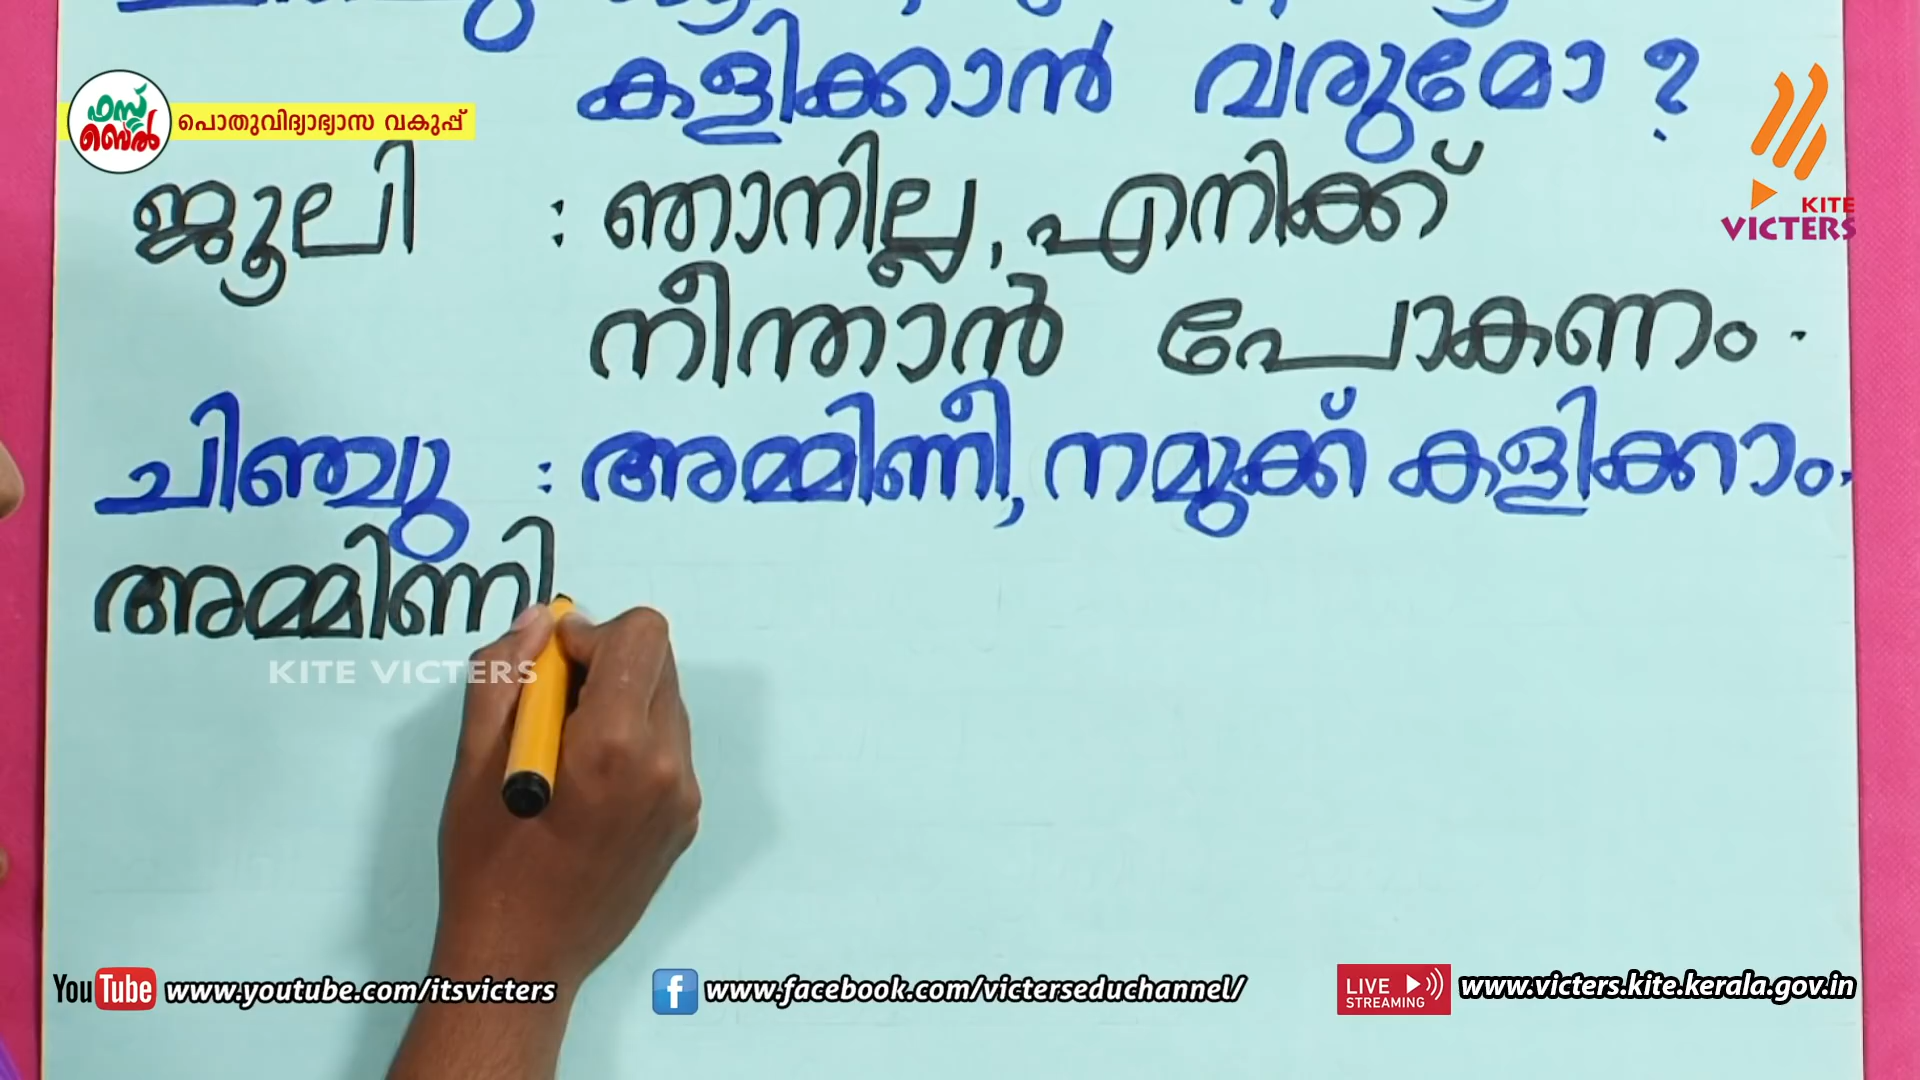 കളിക്കാൻ വരുമോ ?
ഫസ്റ്റ്
ബെൽ
പൊതുവിദ്യാഭ്യാസ വകുപ്പ്
KITE
VICTERS
ജൂലി : ഞാനില്ല, എനിക്ക്
നീന്താൻ പോകണം .
ചിഞ്ചു : അമ്മിണീ, നമുക്ക് കളിക്കാം.
അമ്മിണി
KITE VICTERS
YouTube www.youtube.com/itsvicters
f www.facebook.com/victerseduchannel/
LIVE STREAMING www.victers.kite.kerala.gov.in